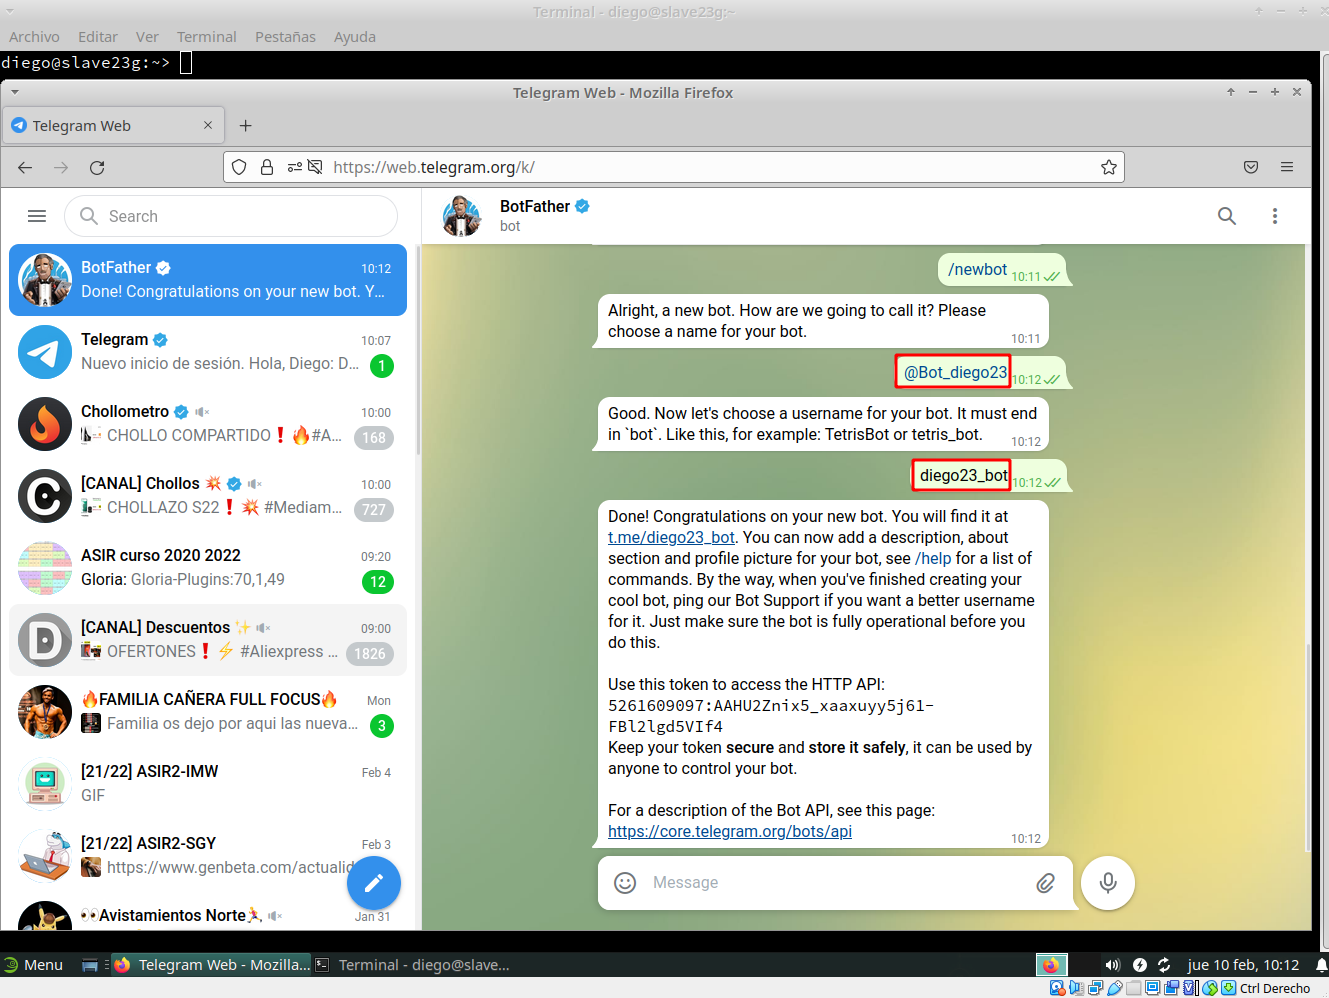 Terminal - diego@slave23g:~
Archivo Editar Ver Terminal Pestañas Ayuda
diego@slave23g:~>
Telegram Web - Mozilla Firefox
Telegram Web
https://web.telegram.org/k/
Search
BotFather
bot
BotFather 10:12
Done! Congratulations on your new bot. Y...
Telegram 10:07
Nuevo inicio de sesión. Hola, Diego: D... 1
Chollometro 10:00
CHOLLO COMPARTIDO❗🔥#A... 168
[CANAL] Chollos 💥 10:00
CHOLLAZO S22❗💥 #Mediam... 727
ASIR curso 2020 2022 09:20
Gloria: Gloria-Plugins:70,1,49 12
[CANAL] Descuentos ✨ 09:00
OFERTONES❗⚡ #Aliexpress ... 1826
🔥FAMILIA CAÑERA FULL FOCUS🔥 Mon
Familia os dejo por aqui las nueva... 3
[21/22] ASIR2-IMW Feb 4
GIF
[21/22] ASIR2-SGY Feb 3
https://www.genbeta.com/actualid
👀Avistamientos Norte🏃 Jan 31
/newbot 10:11
Alright, a new bot. How are we going to call it? Please
choose a name for your bot. 10:11
@Bot_diego23 10:12
Good. Now let's choose a username for your bot. It must end
in `bot`. Like this, for example: TetrisBot or tetris_bot. 10:12
diego23_bot 10:12
Done! Congratulations on your new bot. You will find it at
t.me/diego23_bot. You can now add a description, about
section and profile picture for your bot, see /help for a list of
commands. By the way, when you've finished creating your
cool bot, ping our Bot Support if you want a better username
for it. Just make sure the bot is fully operational before you
do this.
Use this token to access the HTTP API:
5261609097:AAHU2Znix5_xaaxuyy5j61-
FBl2lgd5VIf4
Keep your token secure and store it safely, it can be used by
anyone to control your bot.
For a description of the Bot API, see this page:
https://core.telegram.org/bots/api 10:12
Message
Menu Telegram Web - Mozilla... Terminal - diego@slave... jue 10 feb, 10:12
Ctrl Derecho